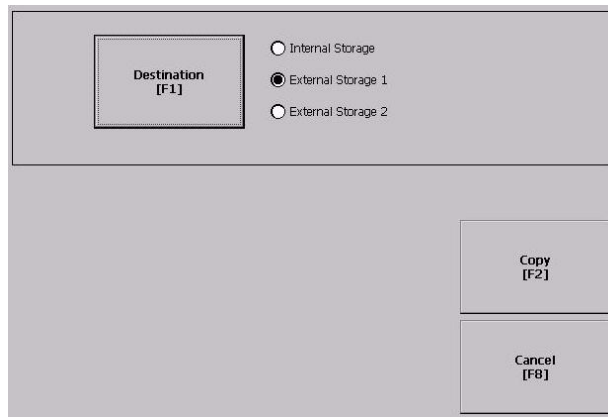 Destination
[F1]
Internal Storage
External Storage 1
External Storage 2
Copy
[F2]
Cancel
[F8]